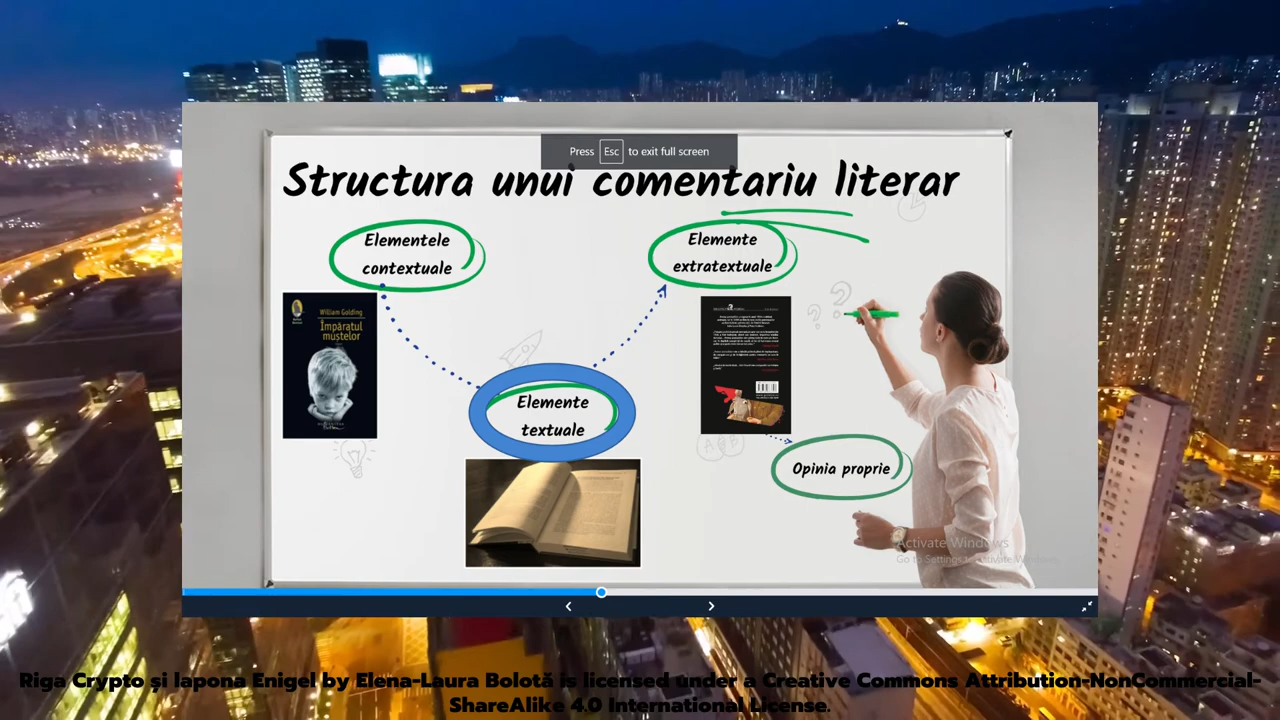 Press Esc to exit full screen
Structura unui comentariu literar
Elementele
contextuale
Elemente
extratextuale
William Golding
Împăratul
muștelor
Elemente
textuale
Opinia proprie
Activate Windows
Go to Settings to activate Windows.
Riga Crypto și lapona Enigel by Elena-Laura Bolotă is licensed under a Creative Commons Attribution-NonCommercial-
ShareAlike 4.0 International License.